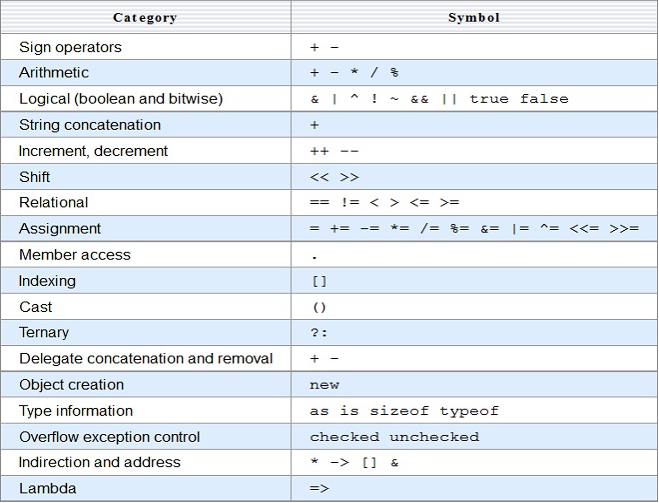 Category Symbol
Sign operators + -
Arithmetic + - * / %
Logical (boolean and bitwise) & | ^ ! ~ && || true false
String concatenation +
Increment, decrement ++ --
Shift << >>
Relational == != < > <= >=
Assignment = += -= *= /= %= &= |= ^= <<= >>=
Member access .
Indexing []
Cast ()
Ternary ?:
Delegate concatenation and removal + -
Object creation new
Type information as is sizeof typeof
Overflow exception control checked unchecked
Indirection and address * -> [] &
Lambda =>